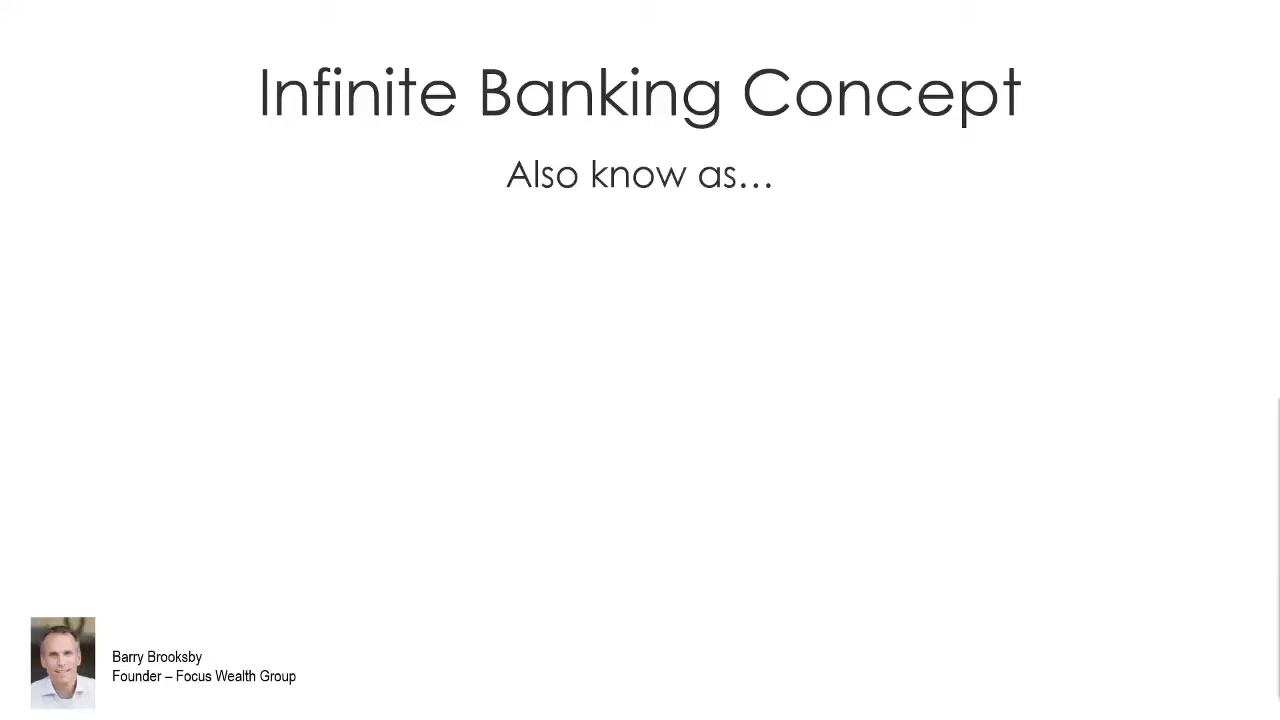 Infinite Banking Concept
Also know as…
Barry Brooksby
Founder – Focus Wealth Group